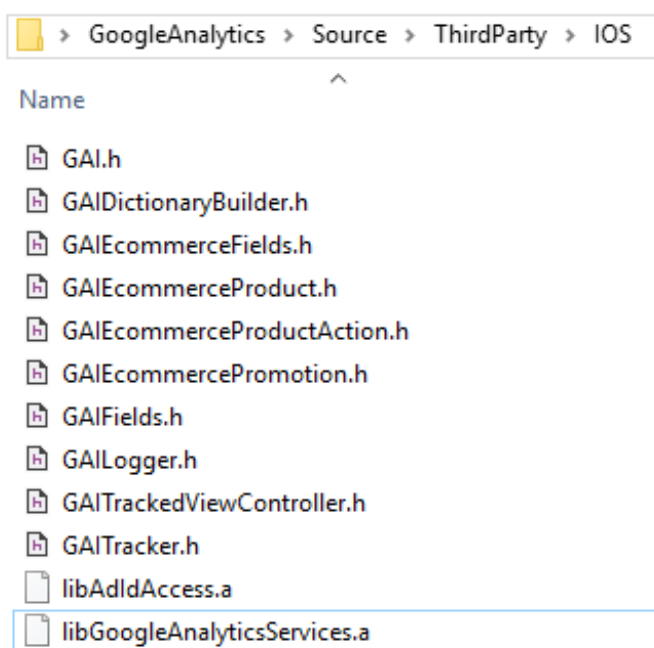 GoogleAnalytics > Source > ThirdParty > IOS
Name
GAI.h
GAIDictionaryBuilder.h
GAIEcommerceFields.h
GAIEcommerceProduct.h
GAIEcommerceProductAction.h
GAIEcommercePromotion.h
GAIFields.h
GAILogger.h
GAITrackedViewController.h
GAITracker.h
libAdIdAccess.a
libGoogleAnalyticsServices.a